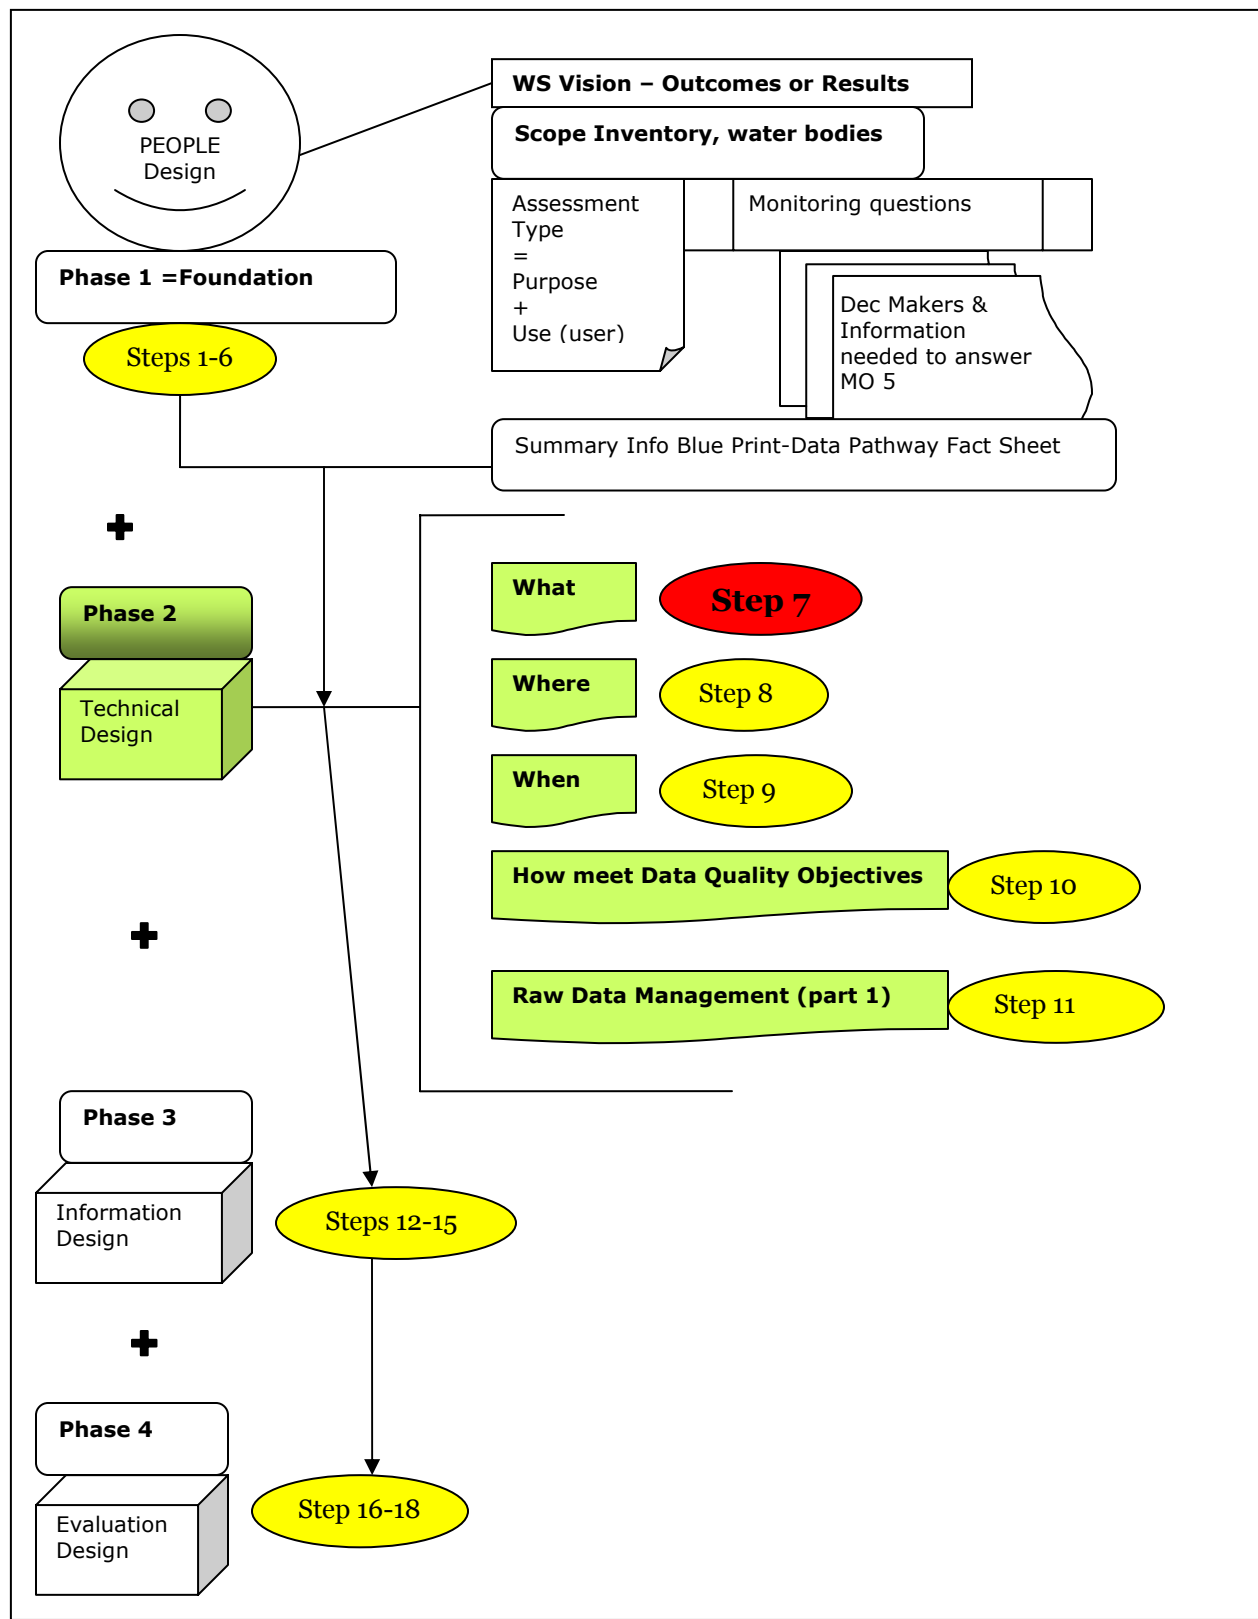 PEOPLE
Design
WS Vision – Outcomes or Results
Scope Inventory, water bodies
Assessment
Type
=
Purpose
+
Use (user)
Monitoring questions
Dec Makers &
Information
needed to answer
MO 5
Phase 1 =Foundation
Steps 1-6
Summary Info Blue Print-Data Pathway Fact Sheet
Phase 2
Technical
Design
What
Step 7
Where
Step 8
When
Step 9
How meet Data Quality Objectives
Step 10
Raw Data Management (part 1)
Step 11
Phase 3
Information
Design
Steps 12-15
Phase 4
Evaluation
Design
Step 16-18